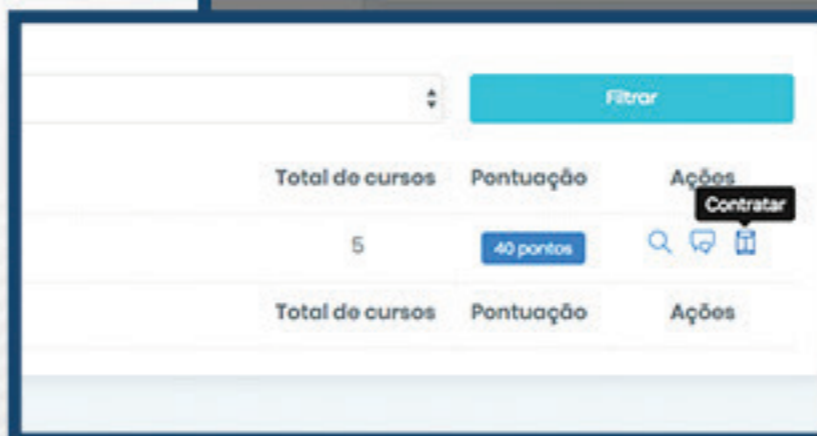 Filtrar
Total de cursos Pontuação Ações
Contratar
5 40 pontos
Total de cursos Pontuação Ações